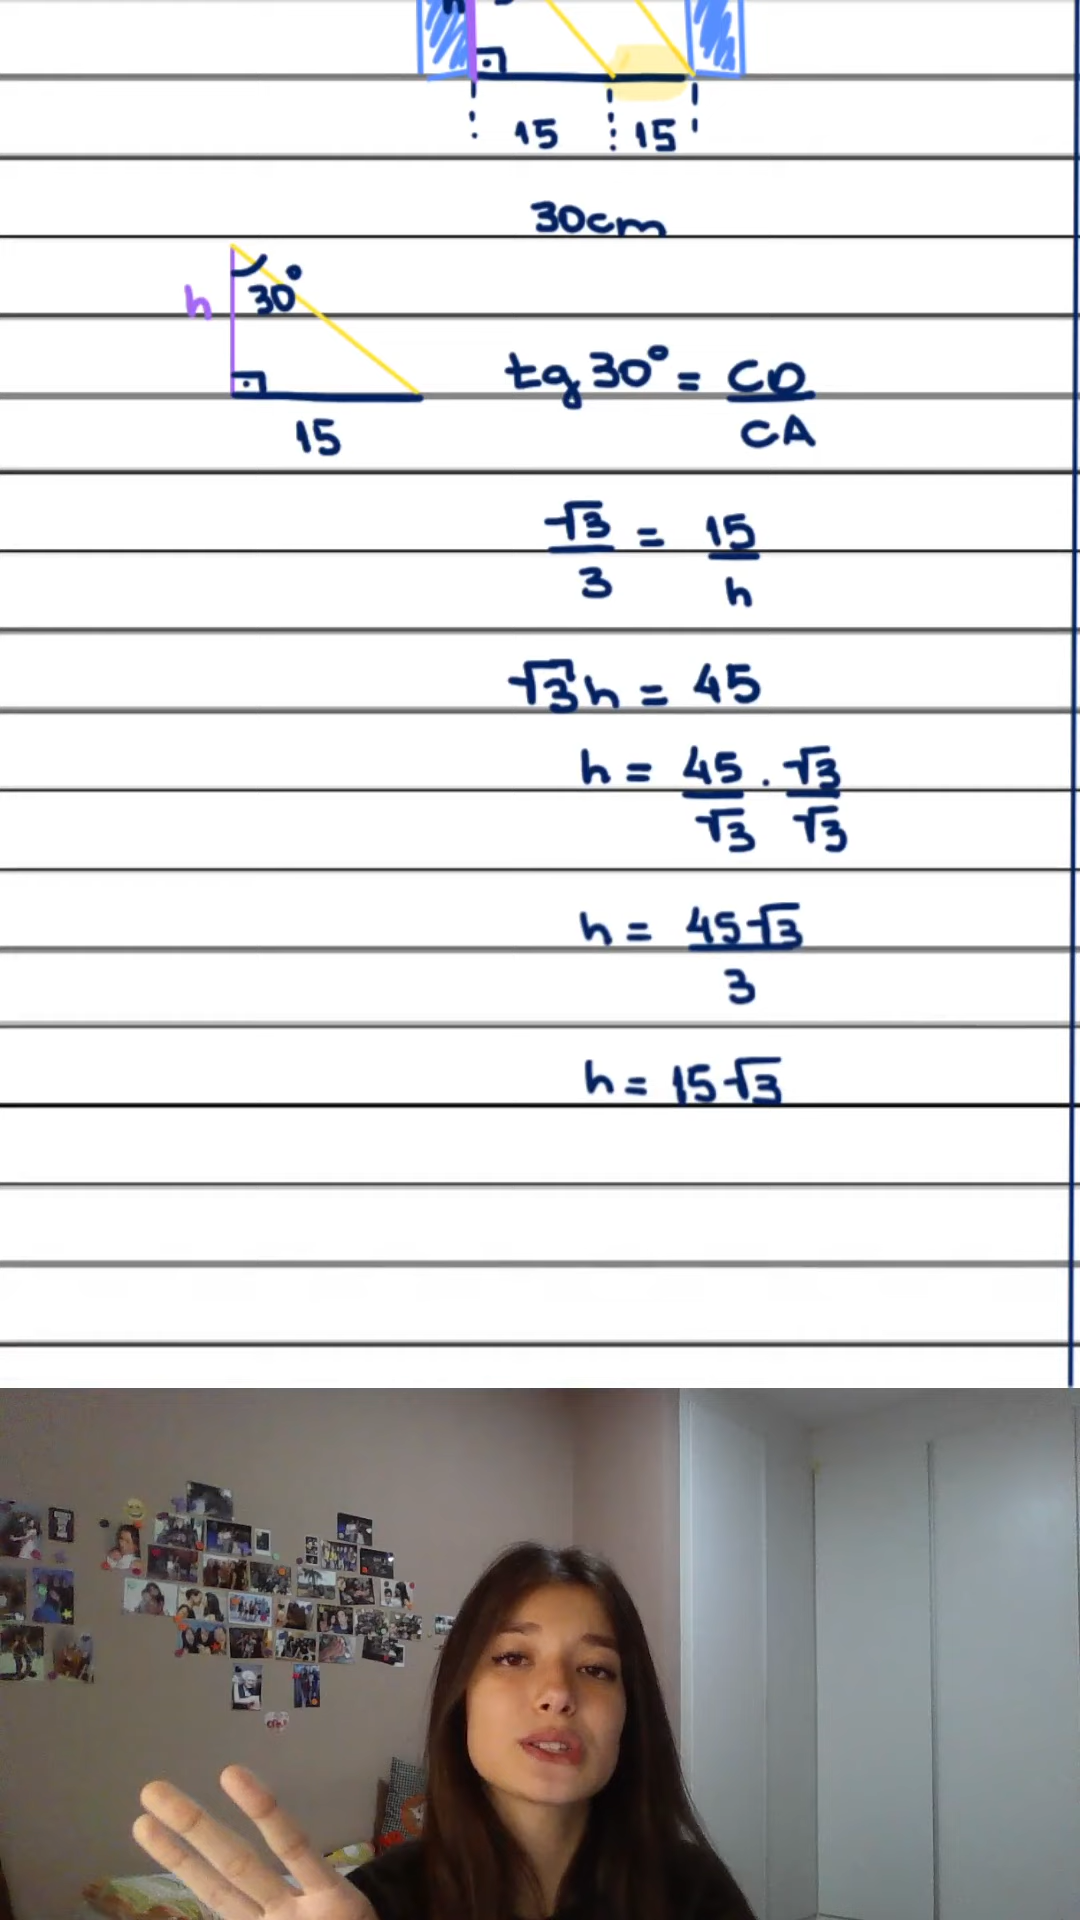 15 15
30cm
h 30°
15
tg 30° = CO/CA
√3/3 = 15/h
√3h = 45
h = 45/√3 . √3/√3
h = 45√3/3
h = 15√3